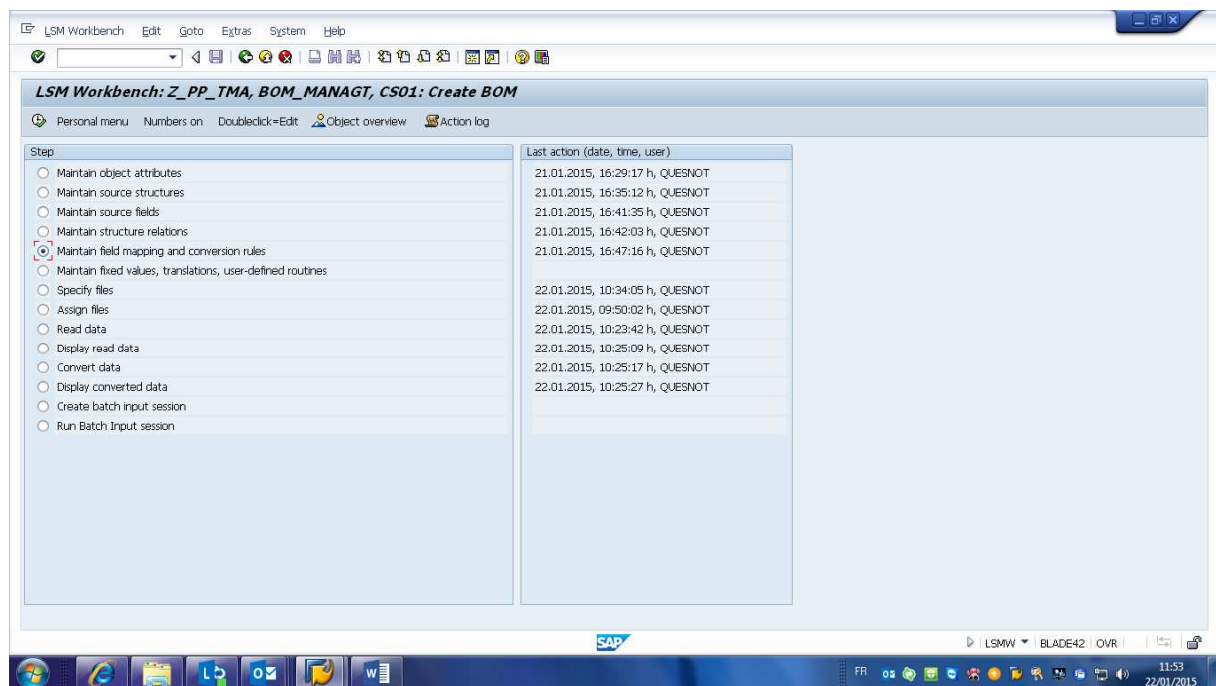 LSM Workbench Edit Goto Extras System Help
LSM Workbench: Z_PP_TMA, BOM_MANAGT, CS01: Create BOM
Personal menu Numbers on Doubleclick=Edit Object overview Action log
Step Last action (date, time, user)
Maintain object attributes 21.01.2015, 16:29:17 h, QUESNOT
Maintain source structures 21.01.2015, 16:35:12 h, QUESNOT
Maintain source fields 21.01.2015, 16:41:35 h, QUESNOT
Maintain structure relations 21.01.2015, 16:42:03 h, QUESNOT
Maintain field mapping and conversion rules 21.01.2015, 16:47:16 h, QUESNOT
Maintain fixed values, translations, user-defined routines
Specify files 22.01.2015, 10:34:05 h, QUESNOT
Assign files 22.01.2015, 09:50:02 h, QUESNOT
Read data 22.01.2015, 10:23:42 h, QUESNOT
Display read data 22.01.2015, 10:25:09 h, QUESNOT
Convert data 22.01.2015, 10:25:17 h, QUESNOT
Display converted data 22.01.2015, 10:25:27 h, QUESNOT
Create batch input session
Run Batch Input session
SAP LSMW BLADE42 OVR
FR 11:53
22/01/2015